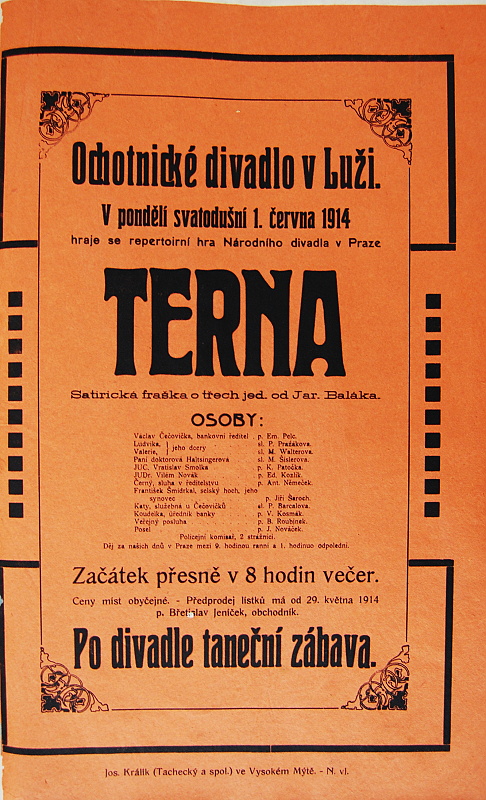 Ochotnické divadlo v Luži.
V pondělí svatodušní 1. června 1914
hraje se repertoirní hra Národního divadla v Praze
TERNA
Satirická fraška o třech jed. od Jar. Baláka.
OSOBY:
Václav Čečovička, bankovní ředitel . p. Em. Pelc.
Ludvika, } jeho dcery sl. P. Pražákova.
Valerie, sl. M. Walterova.
Paní doktorová Haltsingerová sl. M. Šislerova.
JUC. Vratislav Smolka p. K. Patočka.
JUDr. Vilém Novák p. Ed. Kozlík.
Černý, sluha v ředitelstvu p. Ant. Němeček.
František Šmidrkal, selský hoch, jeho
synovec p. Jiří Šaroch.
Katy, služebná u Čečovičků sl. P. Barcalova.
Koudelka, úředník banky p. V. Kosmák.
Veřejný posluha p. B. Roubínek.
Posel p. J. Nováček.
Policejní komisař, 2 strážníci.
Děj za našich dnů v Praze mezi 9. hodinou ranní a 1. hodinuo odpolední.
Začátek přesně v 8 hodin večer.
Ceny míst obyčejné. - Předprodej lístků má od 29. května 1914
p. Břetislav Jeníček, obchodník.
Po divadle taneční zábava.
Jos. Králík (Tachecký a spol.) ve Vysokém Mýtě. - N. vl.